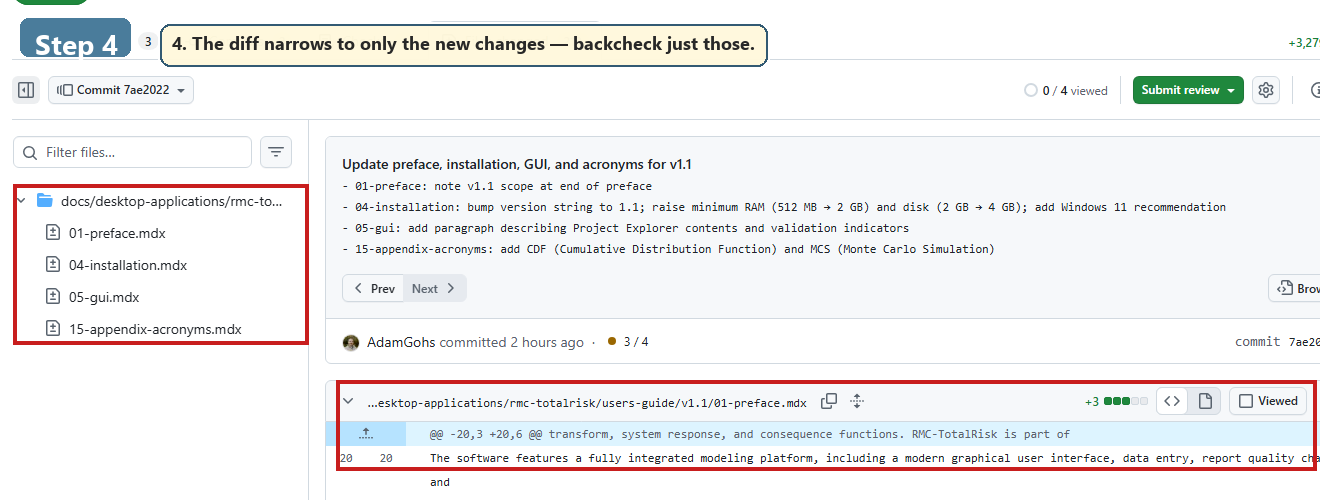 Step 4
3
4. The diff narrows to only the new changes — backcheck just those.
Commit 7ae2022
0 / 4 viewed
Submit review
Filter files...
docs/desktop-applications/rmc-to...
01-preface.mdx
04-installation.mdx
05-gui.mdx
15-appendix-acronyms.mdx
Update preface, installation, GUI, and acronyms for v1.1
- 01-preface: note v1.1 scope at end of preface
- 04-installation: bump version string to 1.1; raise minimum RAM (512 MB → 2 GB) and disk (2 GB → 4 GB); add Windows 11 recommendation
- 05-gui: add paragraph describing Project Explorer contents and validation indicators
- 15-appendix-acronyms: add CDF (Cumulative Distribution Function) and MCS (Monte Carlo Simulation)
Prev Next
AdamGohs committed 2 hours ago · 3 / 4
commit 7ae20
...esktop-applications/rmc-totalrisk/users-guide/v1.1/01-preface.mdx
+3
Viewed
@@ -20,3 +20,6 @@ transform, system response, and consequence functions. RMC-TotalRisk is part of
20 20 The software features a fully integrated modeling platform, including a modern graphical user interface, data entry, report quality
and